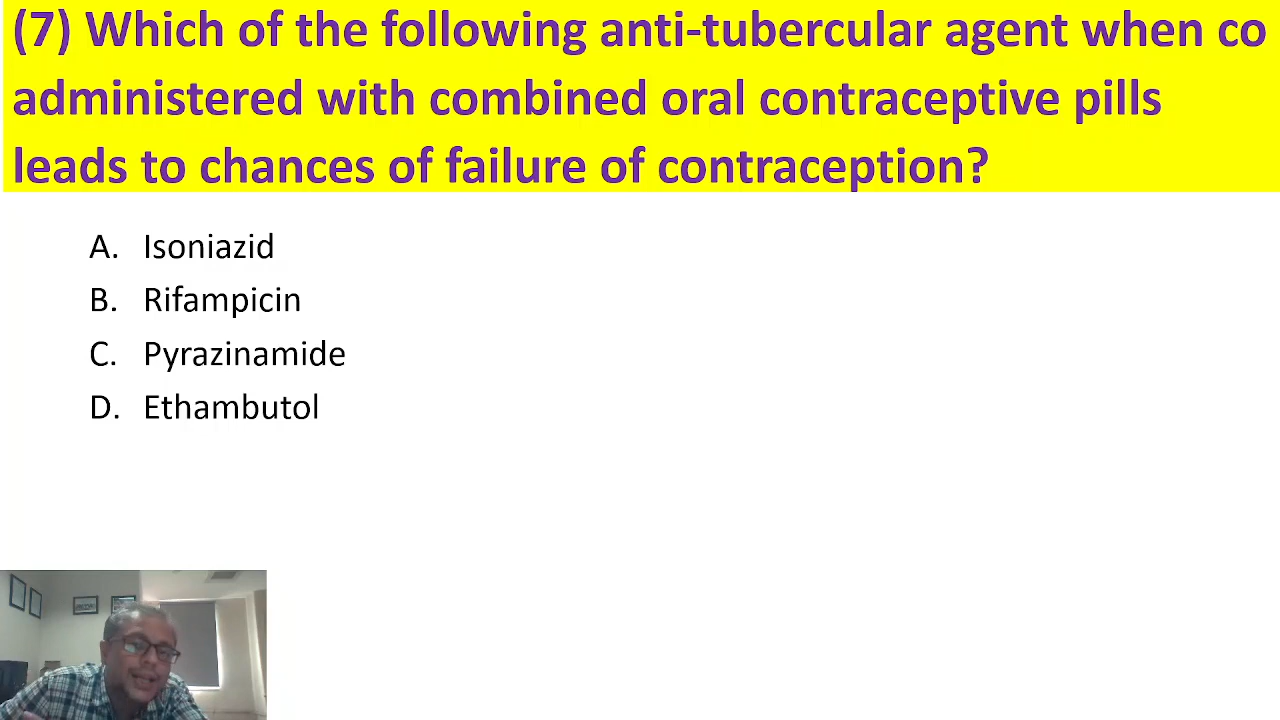 (7) Which of the following anti-tubercular agent when co
administered with combined oral contraceptive pills
leads to chances of failure of contraception?
A. Isoniazid
B. Rifampicin
C. Pyrazinamide
D. Ethambutol